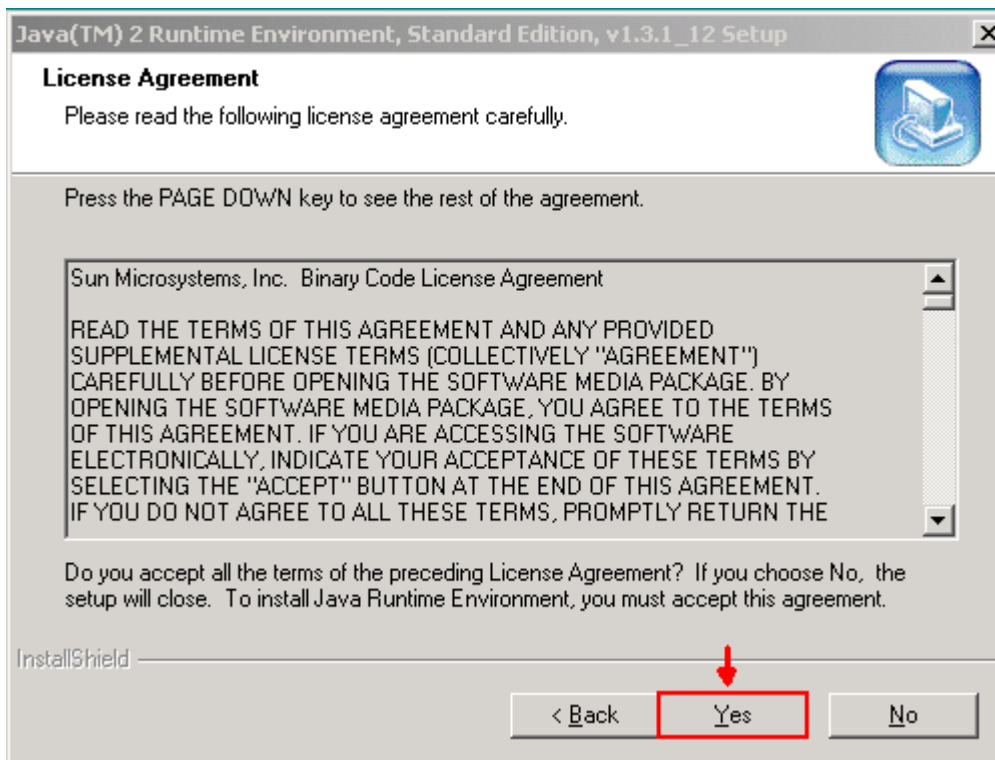 Java(TM) 2 Runtime Environment, Standard Edition, v1.3.1_12 Setup
License Agreement
Please read the following license agreement carefully.
Press the PAGE DOWN key to see the rest of the agreement.
Sun Microsystems, Inc.  Binary Code License Agreement
READ THE TERMS OF THIS AGREEMENT AND ANY PROVIDED
SUPPLEMENTAL LICENSE TERMS (COLLECTIVELY "AGREEMENT")
CAREFULLY BEFORE OPENING THE SOFTWARE MEDIA PACKAGE. BY
OPENING THE SOFTWARE MEDIA PACKAGE, YOU AGREE TO THE TERMS
OF THIS AGREEMENT. IF YOU ARE ACCESSING THE SOFTWARE
ELECTRONICALLY, INDICATE YOUR ACCEPTANCE OF THESE TERMS BY
SELECTING THE "ACCEPT" BUTTON AT THE END OF THIS AGREEMENT.
IF YOU DO NOT AGREE TO ALL THESE TERMS, PROMPTLY RETURN THE
Do you accept all the terms of the preceding License Agreement?  If you choose No,  the
setup will close.  To install Java Runtime Environment, you must accept this agreement.
InstallShield
< Back
Yes
No